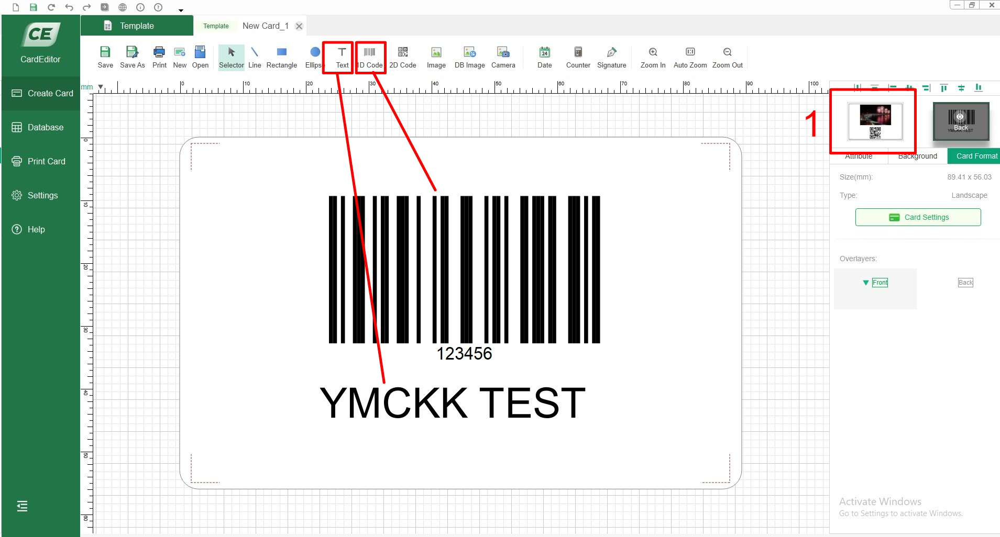 Template
Template New Card_1
CE
CardEditor
Save Save As Print New Open Selector Line Rectangle Ellipse Text 1D Code 2D Code Image DB Image Camera Date Counter Signature Zoom In Auto Zoom Zoom Out
24
mm
0 10 20 30 40 50 60 70 80 90 100
0
10
20
30
40
50
60
Create Card
Database
Print Card
Settings
Help
1
Back
YMCKK TEST
Attribute Background Card Format
Size(mm): 89.41 x 56.03
Type: Landscape
Card Settings
Overlayers:
Front Back
123456
YMCKK TEST
Activate Windows
Go to Settings to activate Windows.